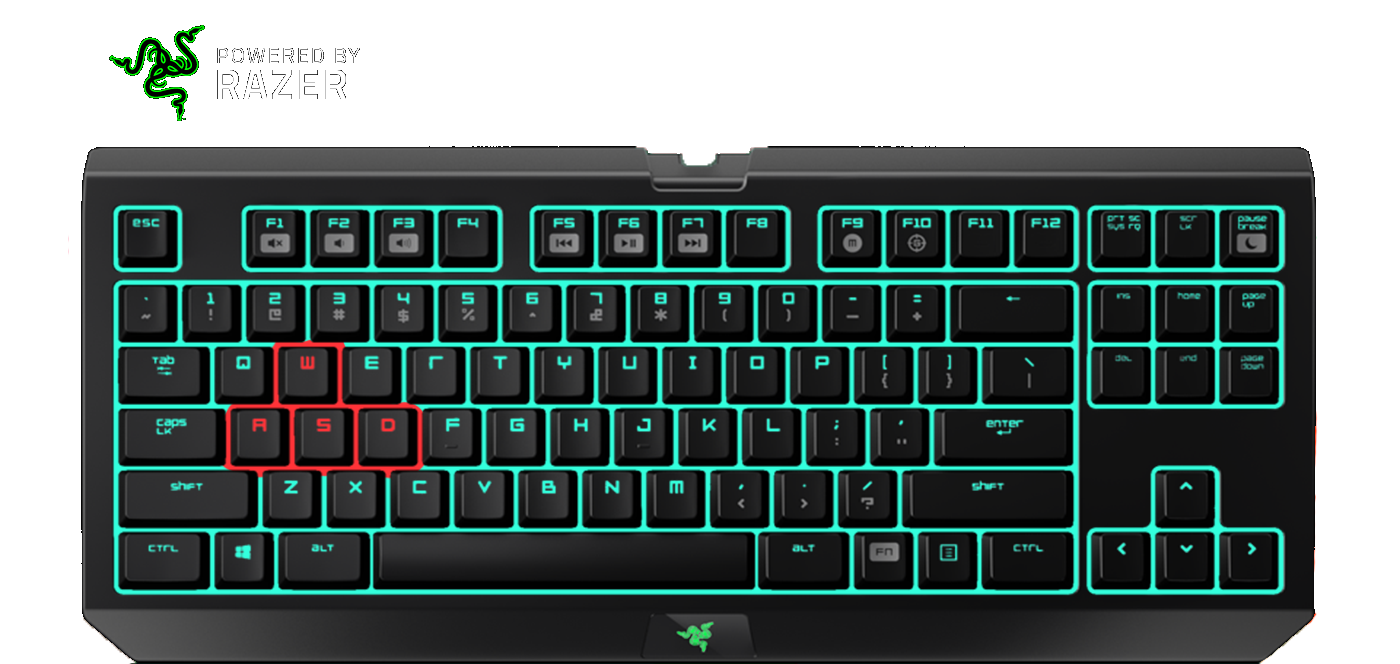 POWERED BY
RAZER
esc F1 F2 F3 F4 F5 F6 F7 F8 F9 F10 F11 F12 prt sc scr pause
M G sys rq LK break
` 1 2 3 4 5 6 7 8 9 0 - = ← ins home page
~ ! @ # $ % ^ & * ( ) _ + up
Tab Q W E r T Y U I O P [ ] \ del end page
{ } | down
caps A S D F G H J K L ; ' enter
LK : "
shift Z X C V B N M , . / shift ^
< > ?
CTRL ALT ALT Fn CTRL < ⌄ >